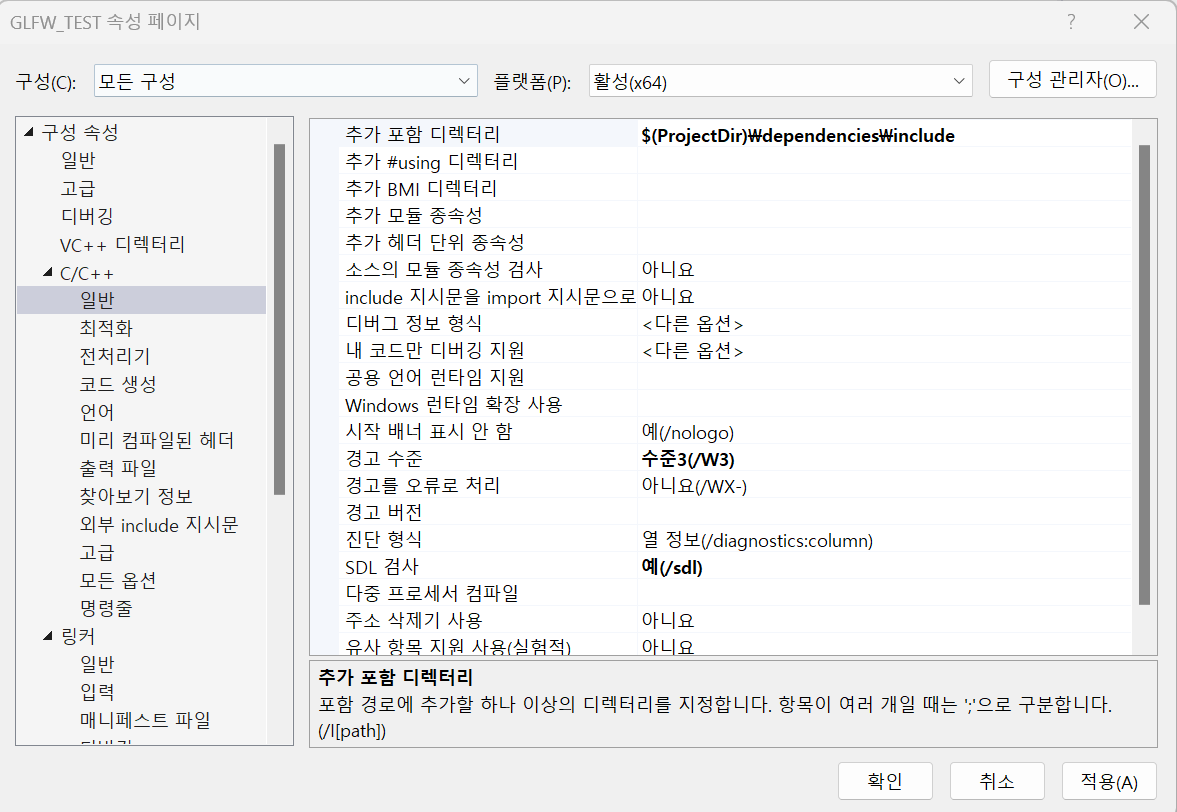 GLFW_TEST 속성 페이지
?
구성(C): 모든 구성 플랫폼(P): 활성(x64) 구성 관리자(O)...
구성 속성
일반
고급
디버깅
VC++ 디렉터리
C/C++
일반
최적화
전처리기
코드 생성
언어
미리 컴파일된 헤더
출력 파일
찾아보기 정보
외부 include 지시문
고급
모든 옵션
명령줄
링커
일반
입력
매니페스트 파일
디버깅
추가 포함 디렉터리 $(ProjectDir)₩dependencies₩include
추가 #using 디렉터리
추가 BMI 디렉터리
추가 모듈 종속성
추가 헤더 단위 종속성
소스의 모듈 종속성 검사 아니요
include 지시문을 import 지시문으로 아니요
디버그 정보 형식 <다른 옵션>
내 코드만 디버깅 지원 <다른 옵션>
공용 언어 런타임 지원
Windows 런타임 확장 사용
시작 배너 표시 안 함 예(/nologo)
경고 수준 수준3(/W3)
경고를 오류로 처리 아니요(/WX-)
경고 버전
진단 형식 열 정보(/diagnostics:column)
SDL 검사 예(/sdl)
다중 프로세서 컴파일
주소 삭제기 사용 아니요
유사 항목 지원 사용(실험적) 아니요
추가 포함 디렉터리
포함 경로에 추가할 하나 이상의 디렉터리를 지정합니다. 항목이 여러 개일 때는 ';'으로 구분합니다.
(/I[path])
확인 취소 적용(A)